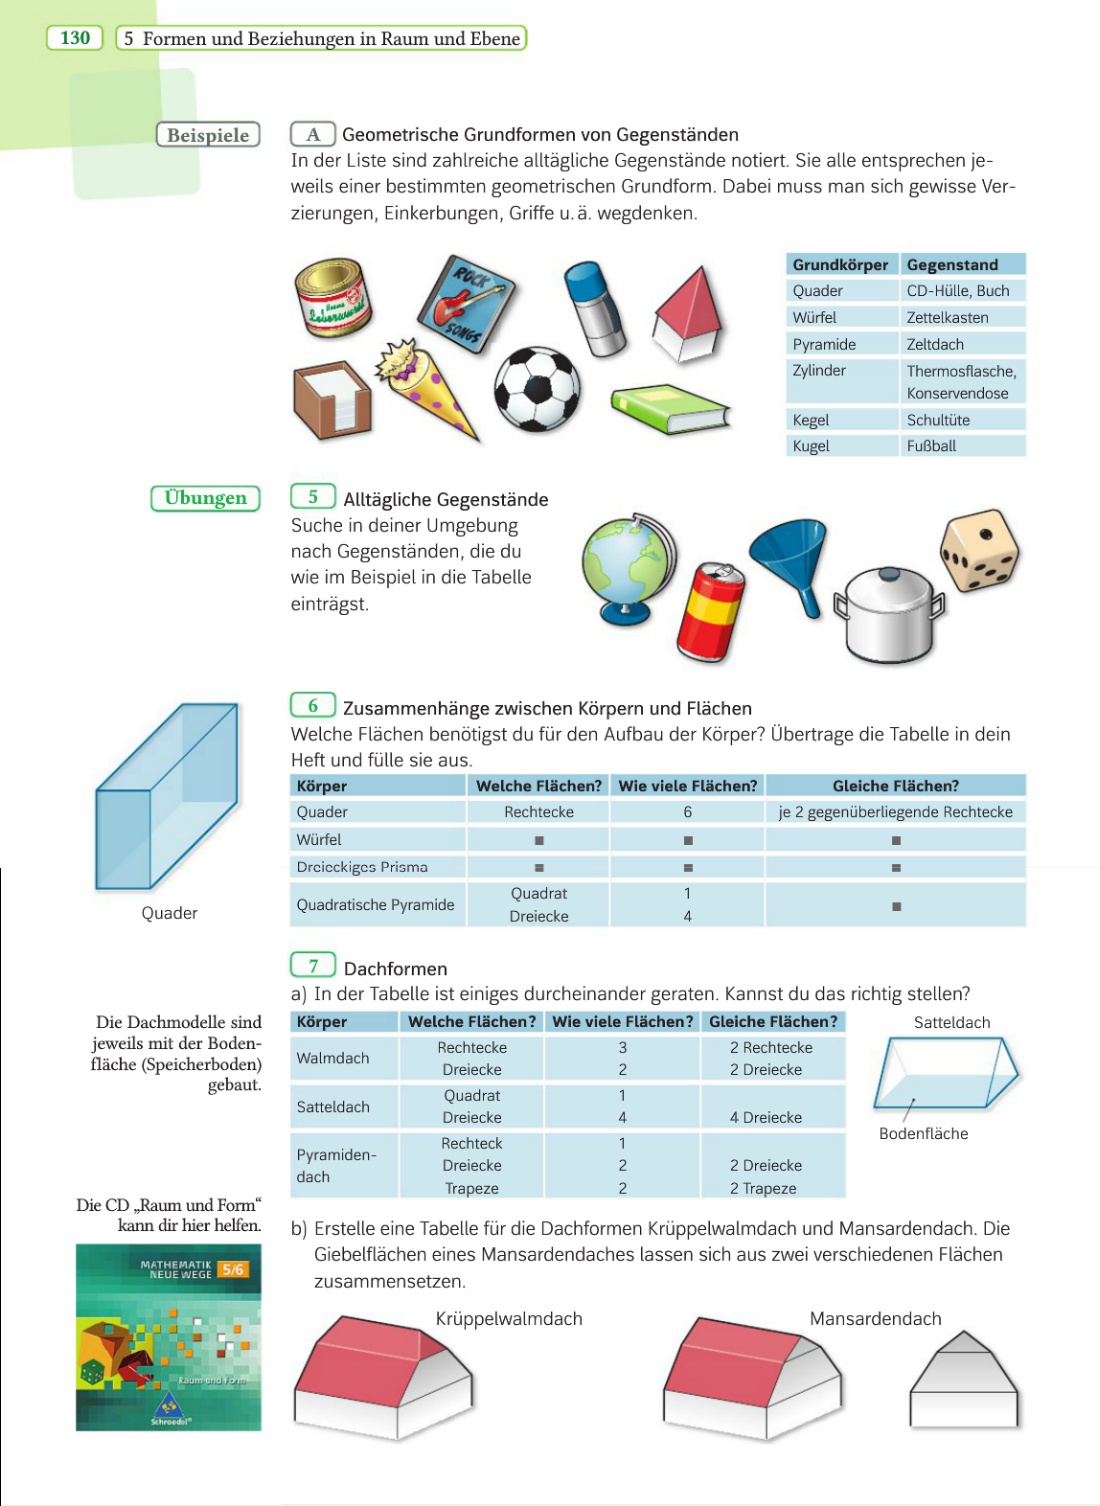 130
5 Formen und Beziehungen in Raum und Ebene
Beispiele
A Geometrische Grundformen von Gegenständen
In der Liste sind zahlreiche alltägliche Gegenstände notiert. Sie alle entsprechen je-
weils einer bestimmten geometrischen Grundform. Dabei muss man sich gewisse Ver-
zierungen, Einkerbungen, Griffe u. ä. wegdenken.
ROCK
SONGS
Grundkörper Gegenstand
Quader CD-Hülle, Buch
Würfel Zettelkasten
Pyramide Zeltdach
Zylinder Thermosflasche,
Konservendose
Kegel Schultüte
Kugel Fußball
Übungen
5 Alltägliche Gegenstände
Suche in deiner Umgebung
nach Gegenständen, die du
wie im Beispiel in die Tabelle
einträgst.
6 Zusammenhänge zwischen Körpern und Flächen
Welche Flächen benötigst du für den Aufbau der Körper? Übertrage die Tabelle in dein
Heft und fülle sie aus.
Körper Welche Flächen? Wie viele Flächen? Gleiche Flächen?
Quader Rechtecke 6 je 2 gegenüberliegende Rechtecke
Würfel ■ ■ ■
Dreieckiges Prisma ■ ■ ■
Quadratische Pyramide Quadrat 1 ■
Dreiecke 4
Quader
7 Dachformen
a) In der Tabelle ist einiges durcheinander geraten. Kannst du das richtig stellen?
Die Dachmodelle sind
jeweils mit der Boden-
fläche (Speicherboden)
gebaut.
Körper Welche Flächen? Wie viele Flächen? Gleiche Flächen?
Walmdach Rechtecke 3 2 Rechtecke
Dreiecke 2 2 Dreiecke
Satteldach Quadrat 1
Dreiecke 4 4 Dreiecke
Pyramiden-
dach
Rechteck 1
Dreiecke 2 2 Dreiecke
Trapeze 2 2 Trapeze
Satteldach
Bodenfläche
Die CD „Raum und Form“
kann dir hier helfen.
MATHEMATIK
NEUE WEGE 5/6
Raum und Form
Schroedel
b) Erstelle eine Tabelle für die Dachformen Krüppelwalmdach und Mansardendach. Die
Giebelflächen eines Mansardendaches lassen sich aus zwei verschiedenen Flächen
zusammensetzen.
Krüppelwalmdach
Mansardendach